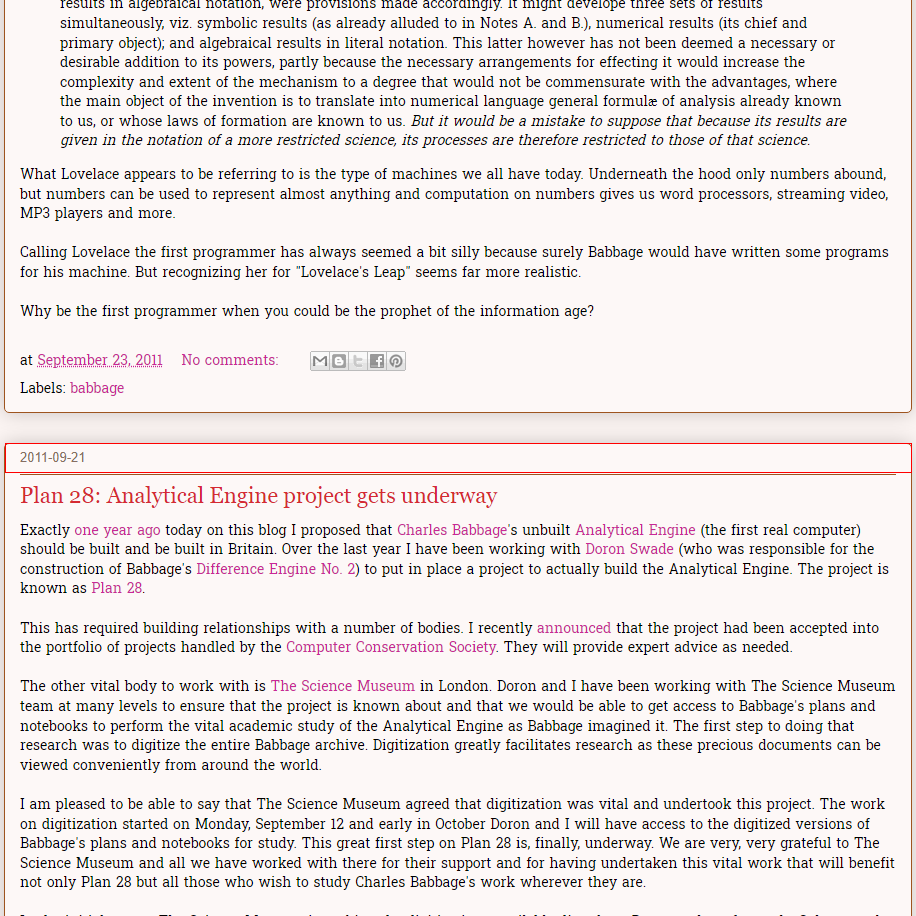 results in algebraical notation, were provisions made accordingly. It might develope three sets of results
simultaneously, viz. symbolic results (as already alluded to in Notes A. and B.), numerical results (its chief and
primary object); and algebraical results in literal notation. This latter however has not been deemed a necessary or
desirable addition to its powers, partly because the necessary arrangements for effecting it would increase the
complexity and extent of the mechanism to a degree that would not be commensurate with the advantages, where
the main object of the invention is to translate into numerical language general formulæ of analysis already known
to us, or whose laws of formation are known to us. But it would be a mistake to suppose that because its results are
given in the notation of a more restricted science, its processes are therefore restricted to those of that science.
What Lovelace appears to be referring to is the type of machines we all have today. Underneath the hood only numbers abound,
but numbers can be used to represent almost anything and computation on numbers gives us word processors, streaming video,
MP3 players and more.
Calling Lovelace the first programmer has always seemed a bit silly because surely Babbage would have written some programs
for his machine. But recognizing her for "Lovelace's Leap" seems far more realistic.
Why be the first programmer when you could be the prophet of the information age?
at September 23, 2011 No comments:
Labels: babbage
2011-09-21
Plan 28: Analytical Engine project gets underway
Exactly one year ago today on this blog I proposed that Charles Babbage's unbuilt Analytical Engine (the first real computer)
should be built and be built in Britain. Over the last year I have been working with Doron Swade (who was responsible for the
construction of Babbage's Difference Engine No. 2) to put in place a project to actually build the Analytical Engine. The project is
known as Plan 28.
This has required building relationships with a number of bodies. I recently announced that the project had been accepted into
the portfolio of projects handled by the Computer Conservation Society. They will provide expert advice as needed.
The other vital body to work with is The Science Museum in London. Doron and I have been working with The Science Museum
team at many levels to ensure that the project is known about and that we would be able to get access to Babbage's plans and
notebooks to perform the vital academic study of the Analytical Engine as Babbage imagined it. The first step to doing that
research was to digitize the entire Babbage archive. Digitization greatly facilitates research as these precious documents can be
viewed conveniently from around the world.
I am pleased to be able to say that The Science Museum agreed that digitization was vital and undertook this project. The work
on digitization started on Monday, September 12 and early in October Doron and I will have access to the digitized versions of
Babbage's plans and notebooks for study. This great first step on Plan 28 is, finally, underway. We are very, very grateful to The
Science Museum and all we have worked with there for their support and for having undertaken this vital work that will benefit
not only Plan 28 but all those who wish to study Charles Babbage's work wherever they are.